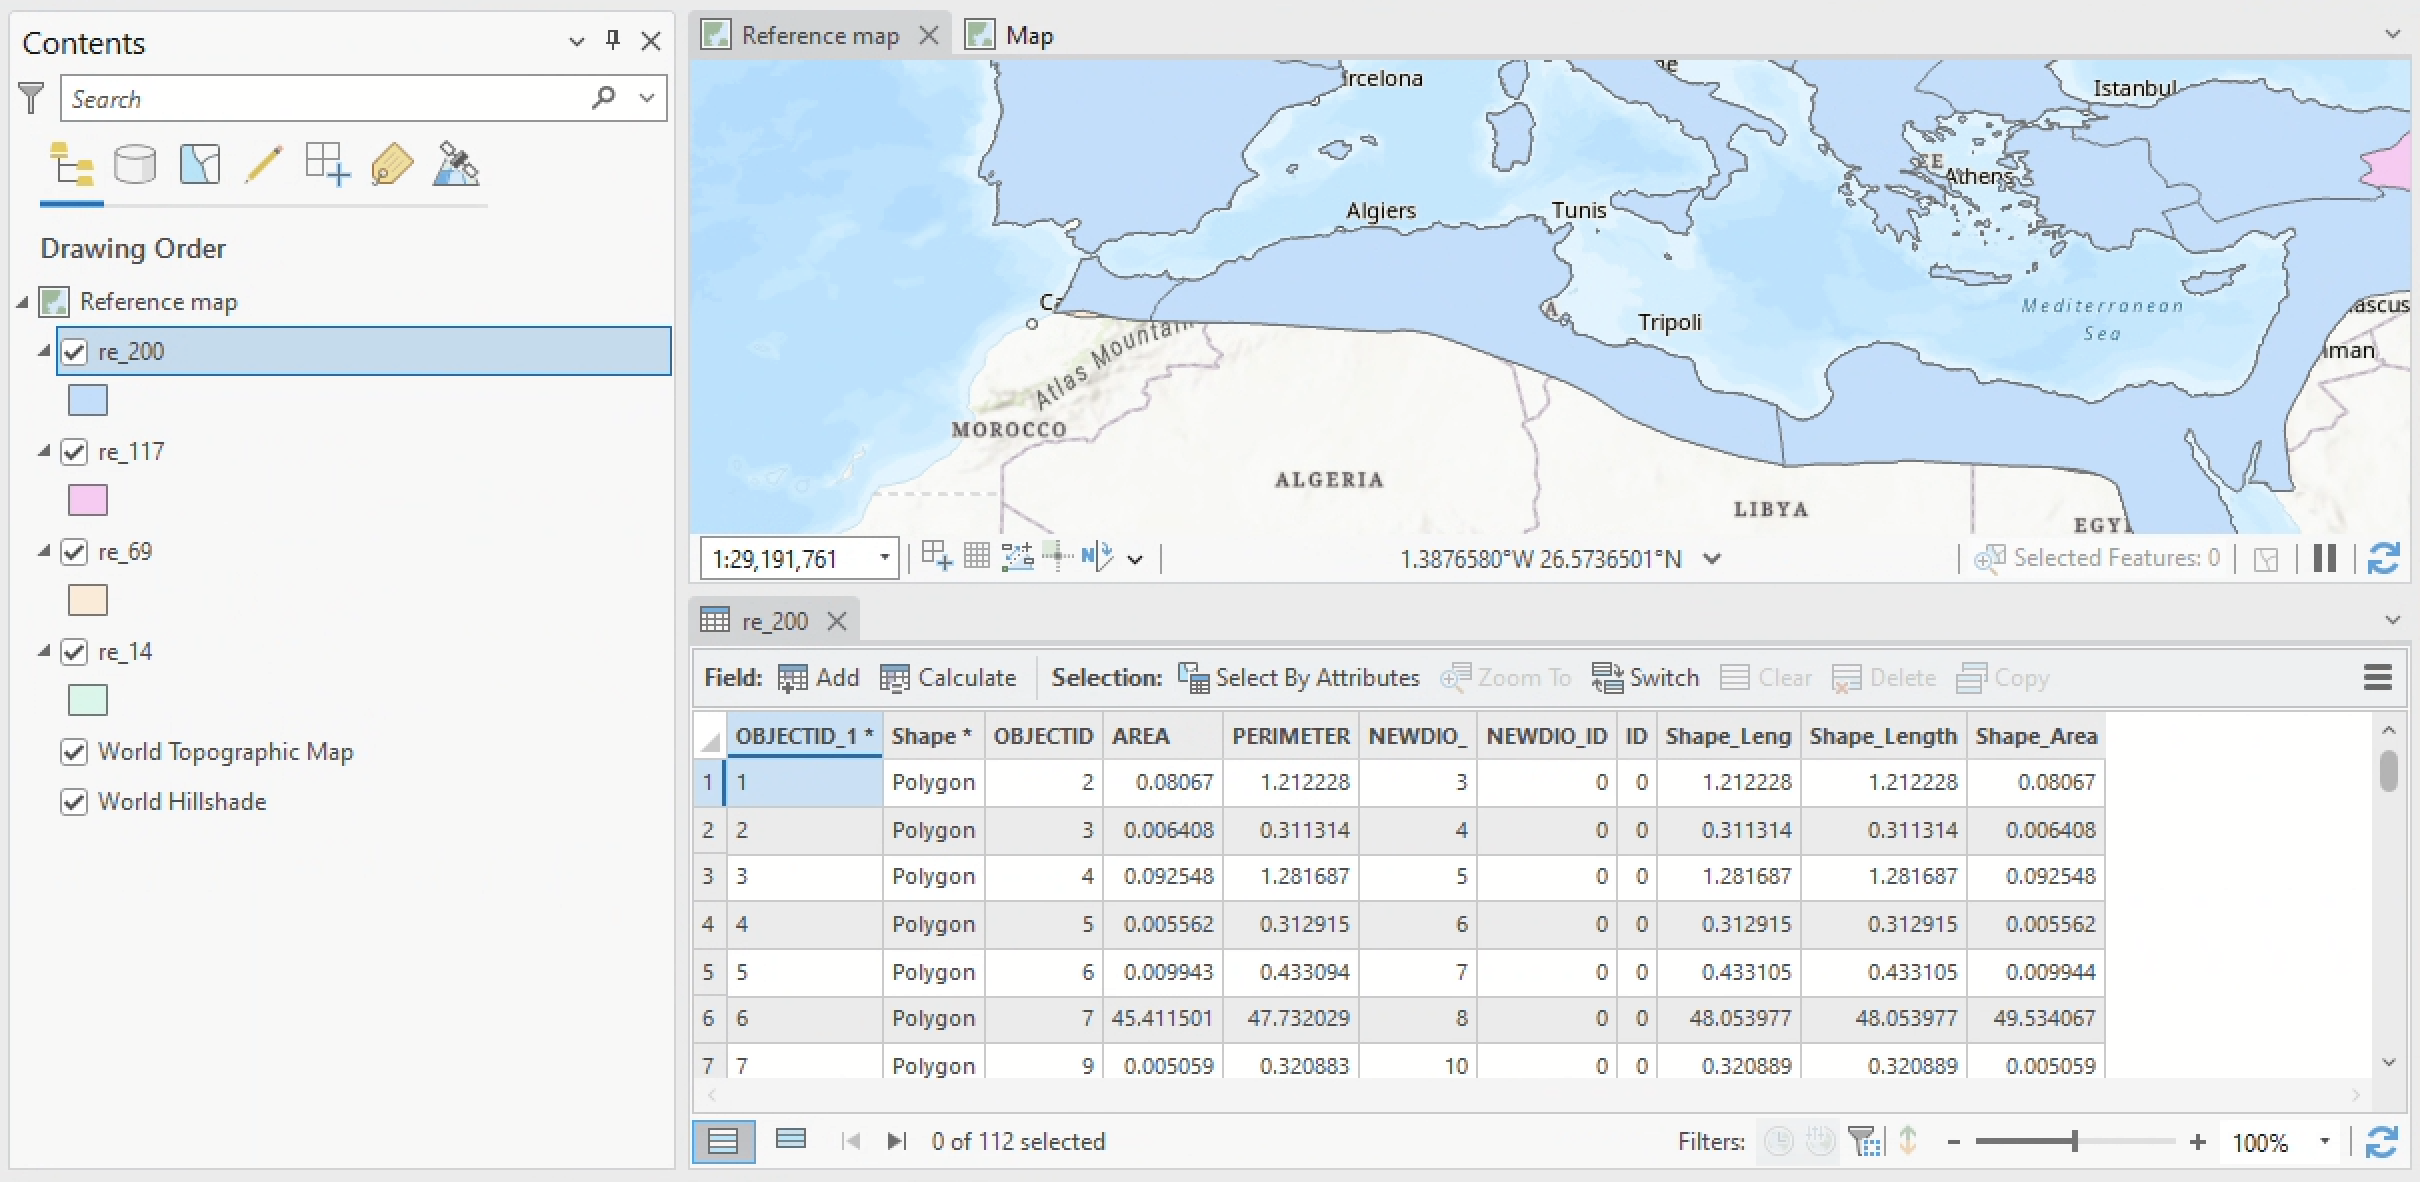 Contents
Search
Drawing Order
Reference map
re_200
re_117
re_69
re_14
World Topographic Map
World Hillshade
Reference map
Map
rcelona
Istanbul
EE
Athens
Algiers
Tunis
Mediterranean
Sea
ascus
Ca
A
Tripoli
man
Atlas Mountain
MOROCCO
ALGERIA
LIBYA
EGY
1:29,191,761
N
1.3876580°W 26.5736501°N
Selected Features: 0
re_200
Field: Add Calculate Selection: Select By Attributes Zoom To Switch Clear Delete Copy
OBJECTID_1 * Shape * OBJECTID AREA PERIMETER NEWDIO_ NEWDIO_ID ID Shape_Leng Shape_Length Shape_Area
1 1 Polygon 2 0.08067 1.212228 3 0 0 1.212228 1.212228 0.08067
2 2 Polygon 3 0.006408 0.311314 4 0 0 0.311314 0.311314 0.006408
3 3 Polygon 4 0.092548 1.281687 5 0 0 1.281687 1.281687 0.092548
4 4 Polygon 5 0.005562 0.312915 6 0 0 0.312915 0.312915 0.005562
5 5 Polygon 6 0.009943 0.433094 7 0 0 0.433105 0.433105 0.009944
6 6 Polygon 7 45.411501 47.732029 8 0 0 48.053977 48.053977 49.534067
7 7 Polygon 9 0.005059 0.320883 10 0 0 0.320889 0.320889 0.005059
0 of 112 selected
Filters: - + 100%